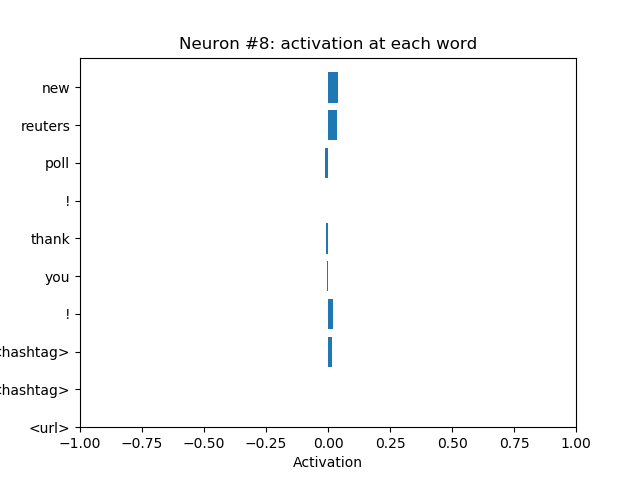 Neuron #8: activation at each word
new
reuters
poll
!
thank
you
!
hashtag>
hashtag>
<url>
−1.00 −0.75 −0.50 −0.25 0.00 0.25 0.50 0.75 1.00
Activation